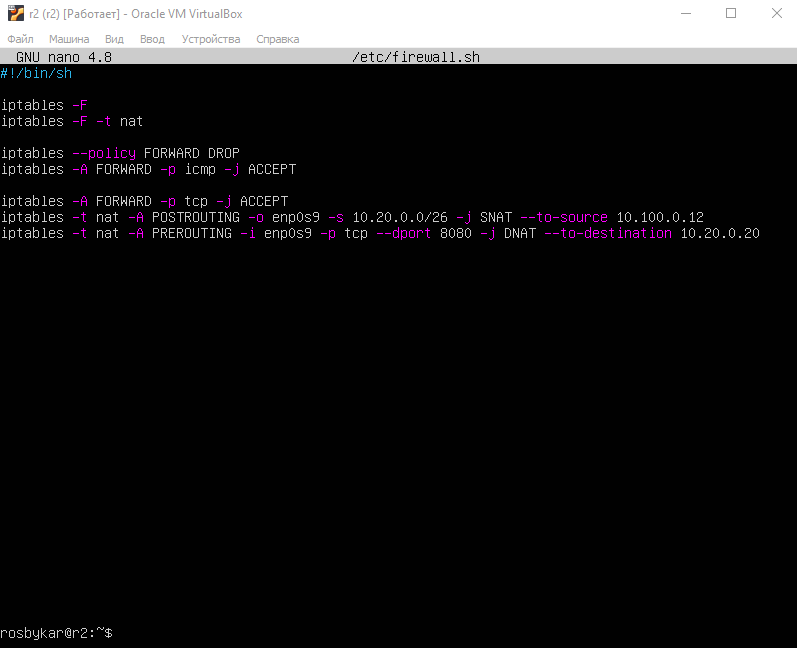 r2 (r2) [Работает] - Oracle VM VirtualBox
Файл Машина Вид Ввод Устройства Справка
GNU nano 4.8 /etc/firewall.sh
#!/bin/sh
iptables -F
iptables -F -t nat
iptables --policy FORWARD DROP
iptables -A FORWARD -p icmp -j ACCEPT
iptables -A FORWARD -p tcp -j ACCEPT
iptables -t nat -A POSTROUTING -o enp0s9 -s 10.20.0.0/26 -j SNAT --to-source 10.100.0.12
iptables -t nat -A PREROUTING -i enp0s9 -p tcp --dport 8080 -j DNAT --to-destination 10.20.0.20
rosbykar@r2:~$